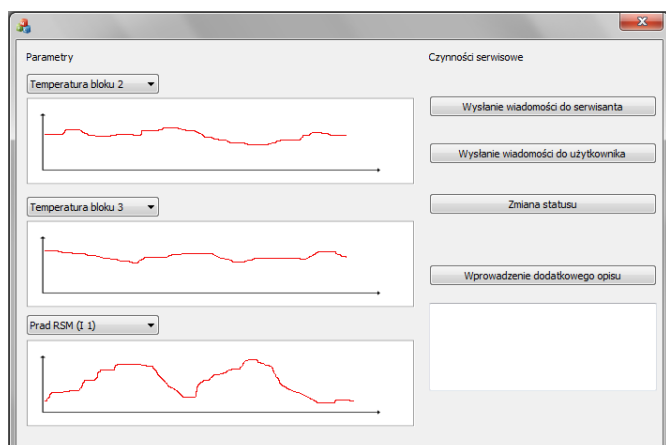 Parametry
Czynności serwisowe
Temperatura bloku 2
Wysłanie wiadomości do serwisanta
Wysłanie wiadomości do użytkownika
Temperatura bloku 3
Zmiana statusu
Wprowadzenie dodatkowego opisu
Prad RSM (I 1)